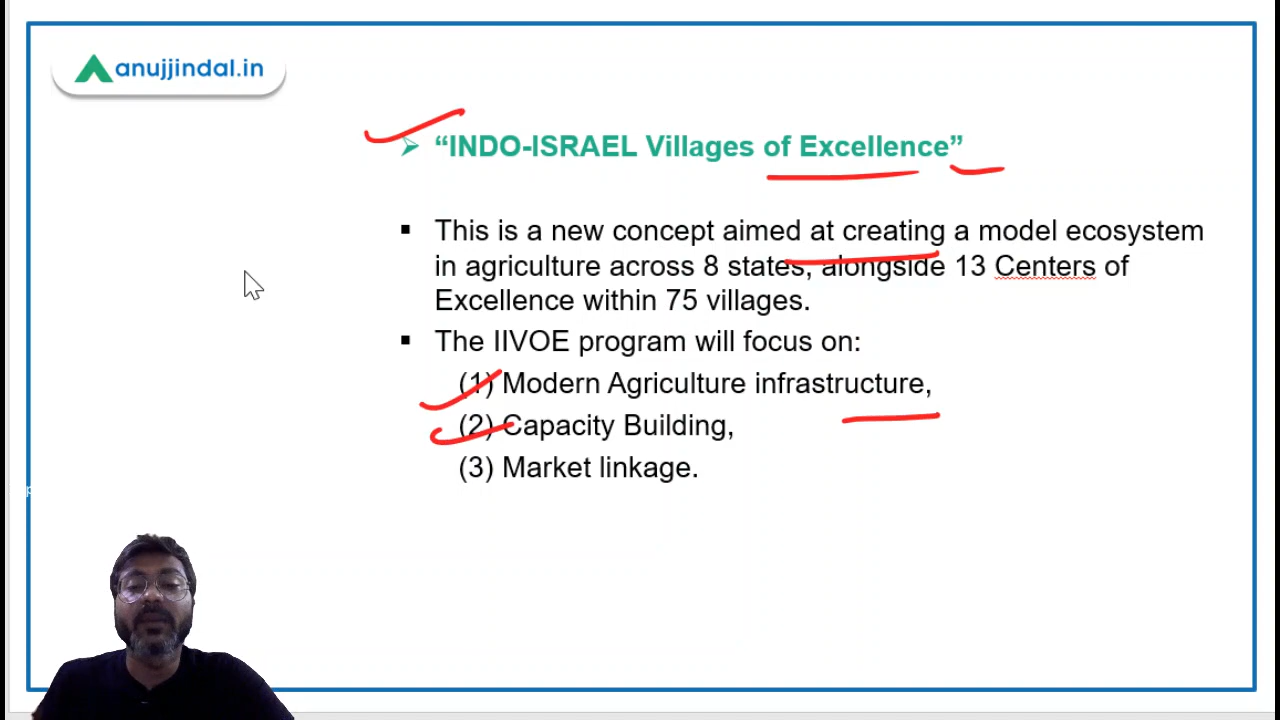 anujjindal.in
➢ “INDO-ISRAEL Villages of Excellence”
▪ This is a new concept aimed at creating a model ecosystem
in agriculture across 8 states, alongside 13 Centers of
Excellence within 75 villages.
▪ The IIVOE program will focus on:
(1) Modern Agriculture infrastructure,
(2) Capacity Building,
(3) Market linkage.